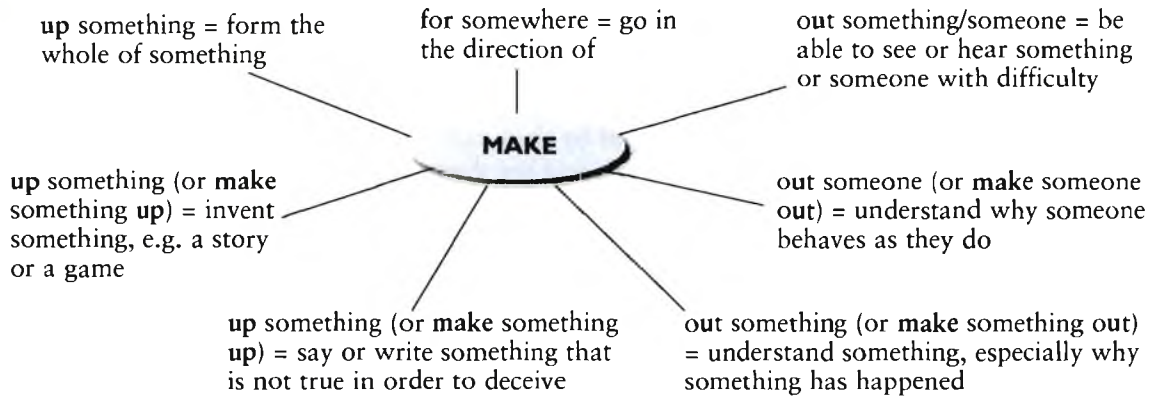 up something = form the
whole of something
for somewhere = go in
the direction of
out something/someone = be
able to see or hear something
or someone with difficulty
MAKE
up something (or make
something up) = invent
something, e.g. a story
or a game
out someone (or make someone
out) = understand why someone
behaves as they do
up something (or make something
up) = say or write something that
is not true in order to deceive
out something (or make something out)
= understand something, especially why
something has happened